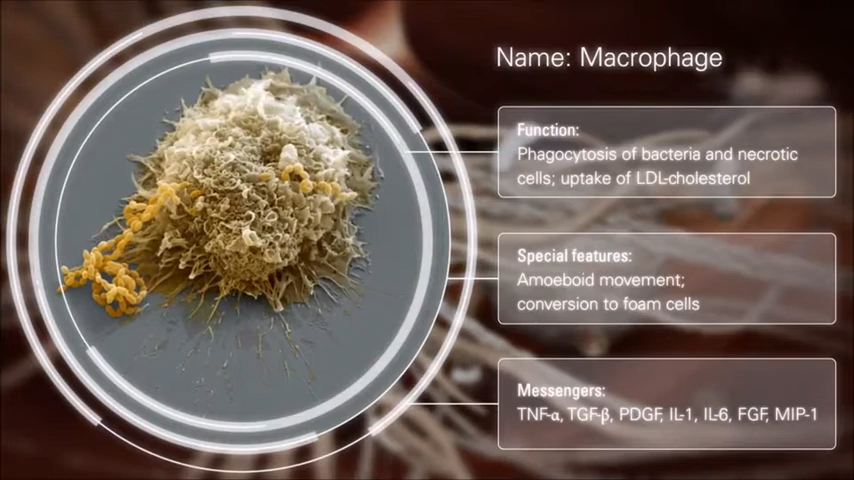 Name: Macrophage
Function:
Phagocytosis of bacteria and necrotic
cells; uptake of LDL-cholesterol
Special features:
Amoeboid movement;
conversion to foam cells
Messengers:
TNF-α, TGF-β, PDGF, IL-1, IL-6, FGF, MIP-1